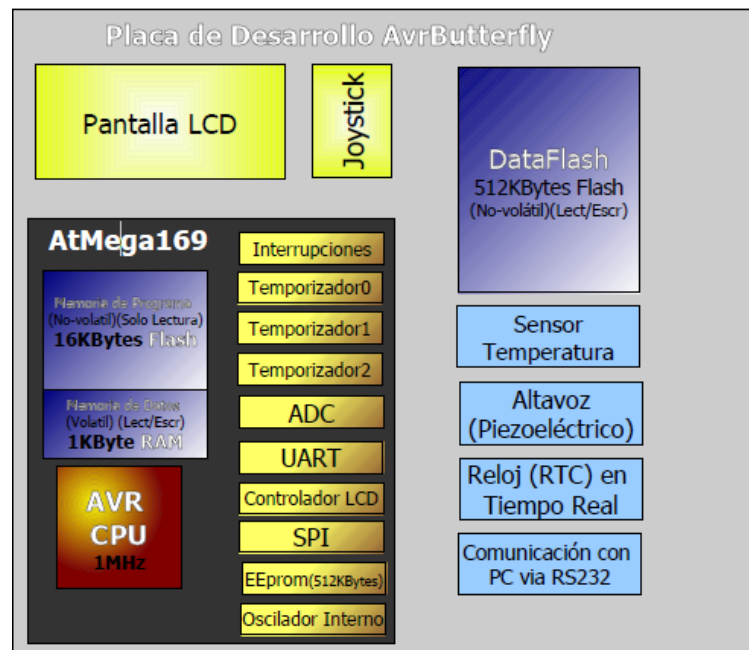 Placa de Desarrollo AvrButterfly
Pantalla LCD
Joystick
DataFlash
512KBytes Flash
(No-volátil)(Lect/Escr)
AtMega169
Memoria de Programa
(No-volatil)(Solo Lectura)
16KBytes Flash
Memoria de Datos
(Volatil) (Lect/Escr)
1KByte RAM
AVR
CPU
1MHz
Interrupciones
Temporizador0
Temporizador1
Temporizador2
ADC
UART
Controlador LCD
SPI
EEprom(512KBytes)
Oscilador Interno
Sensor
Temperatura
Altavoz
(Piezoeléctrico)
Reloj (RTC) en
Tiempo Real
Comunicación con
PC via RS232